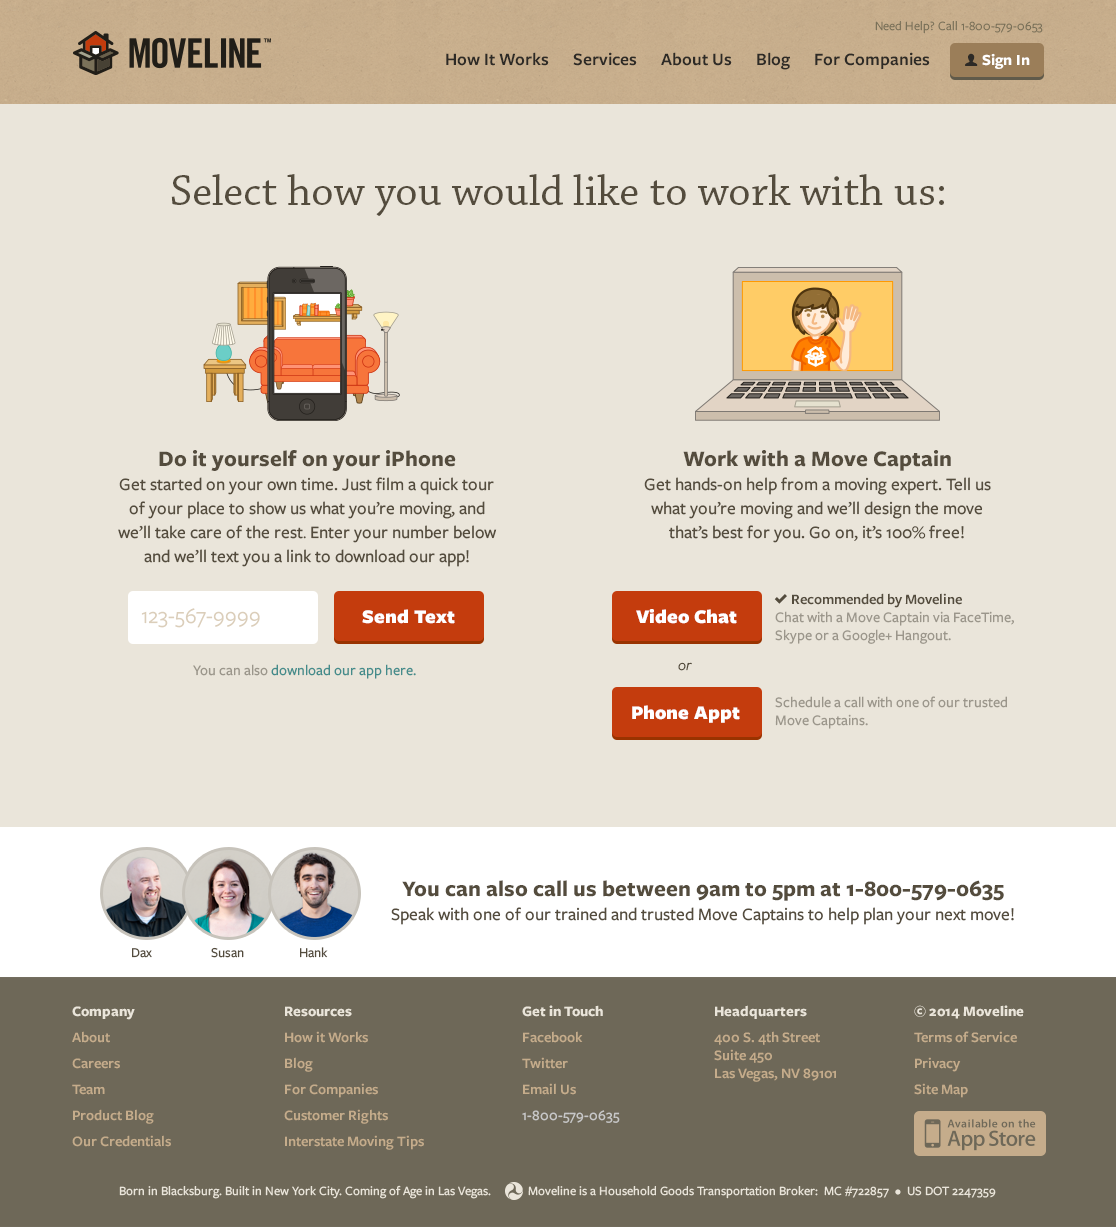 Need Help? Call 1-800-579-0653
MOVELINE™
How It Works Services About Us Blog For Companies Sign In
Select how you would like to work with us:
Do it yourself on your iPhone
Get started on your own time. Just film a quick tour
of your place to show us what you're moving, and
we'll take care of the rest. Enter your number below
and we'll text you a link to download our app!
123-567-9999 Send Text
You can also download our app here.
Work with a Move Captain
Get hands-on help from a moving expert. Tell us
what you're moving and we'll design the move
that's best for you. Go on, it's 100% free!
Video Chat
Recommended by Moveline
Chat with a Move Captain via FaceTime,
Skype or a Google+ Hangout.
or
Phone Appt
Schedule a call with one of our trusted
Move Captains.
Dax Susan Hank
You can also call us between 9am to 5pm at 1-800-579-0635
Speak with one of our trained and trusted Move Captains to help plan your next move!
Company
About
Careers
Team
Product Blog
Our Credentials
Resources
How it Works
Blog
For Companies
Customer Rights
Interstate Moving Tips
Get in Touch
Facebook
Twitter
Email Us
1-800-579-0635
Headquarters
400 S. 4th Street
Suite 450
Las Vegas, NV 89101
© 2014 Moveline
Terms of Service
Privacy
Site Map
Available on the
App Store
Born in Blacksburg. Built in New York City. Coming of Age in Las Vegas. Moveline is a Household Goods Transportation Broker: MC #722857 • US DOT 2247359